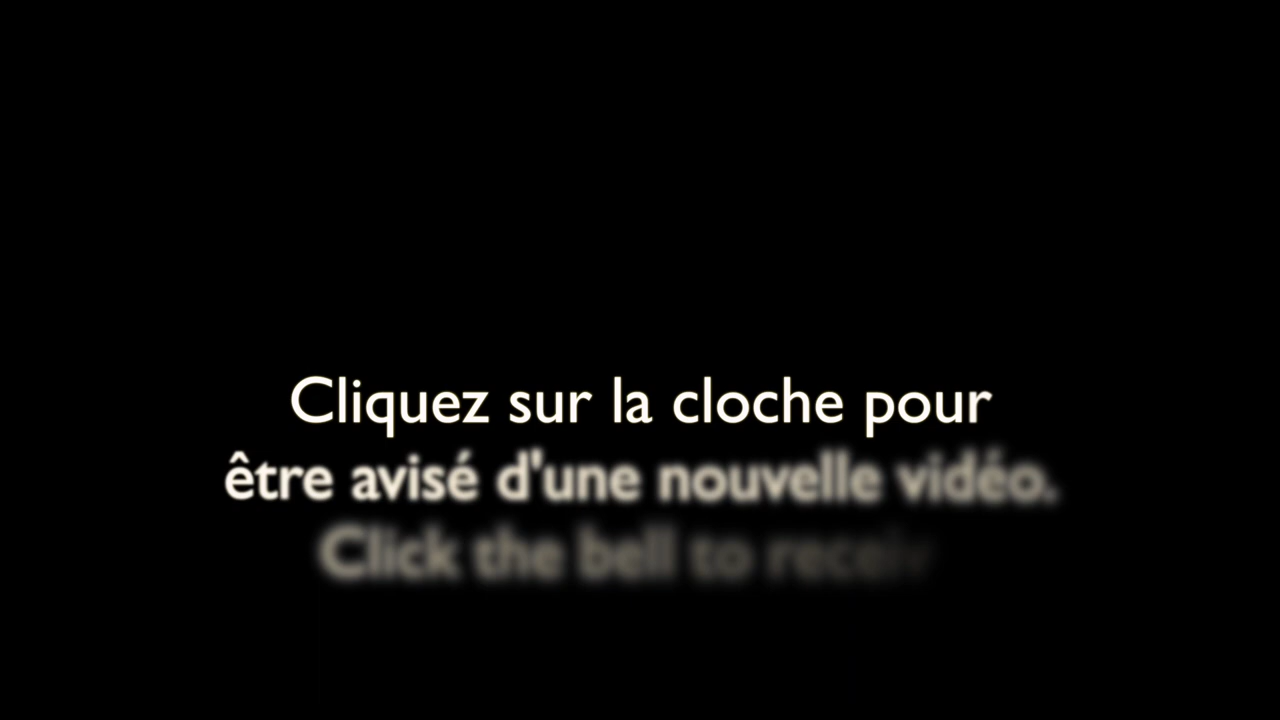 Cliquez sur la cloche pour
être avisé d'une nouvelle vidéo.
Click the bell to